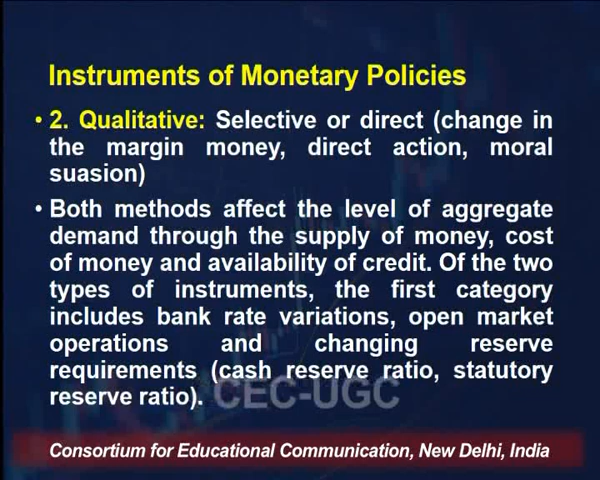 Instruments of Monetary Policies
• 2. Qualitative: Selective or direct (change in
the margin money, direct action, moral
suasion)
• Both methods affect the level of aggregate
demand through the supply of money, cost
of money and availability of credit. Of the two
types of instruments, the first category
includes bank rate variations, open market
operations and changing reserve
requirements (cash reserve ratio, statutory
reserve ratio).
CEC-UGC
Consortium for Educational Communication, New Delhi, India